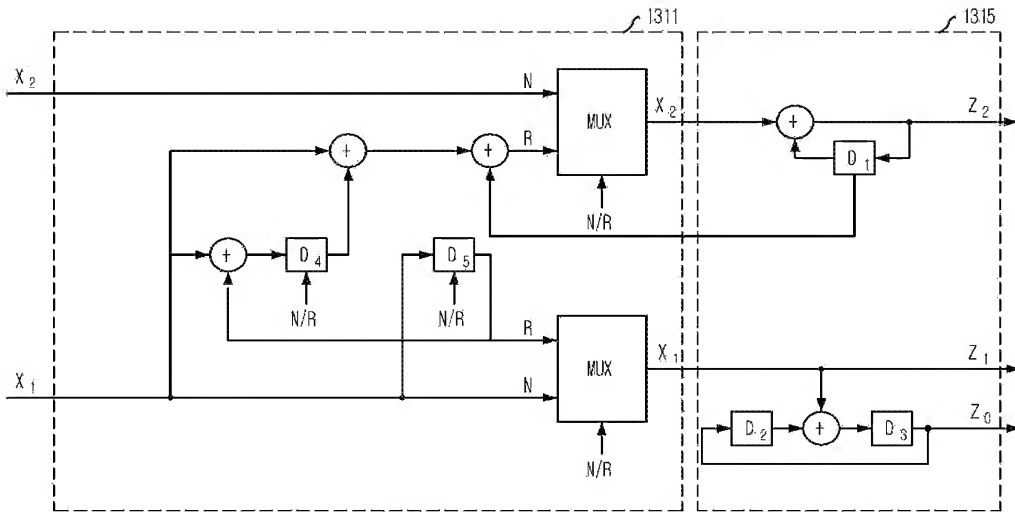 1311
1315
X₂
N
MUX
X₂
Z₂
R
D₁
N/R
D₄
D₅
N/R
N/R
R
MUX
X₁
Z₁
X₁
N
D₂
D₃
Z₀
N/R